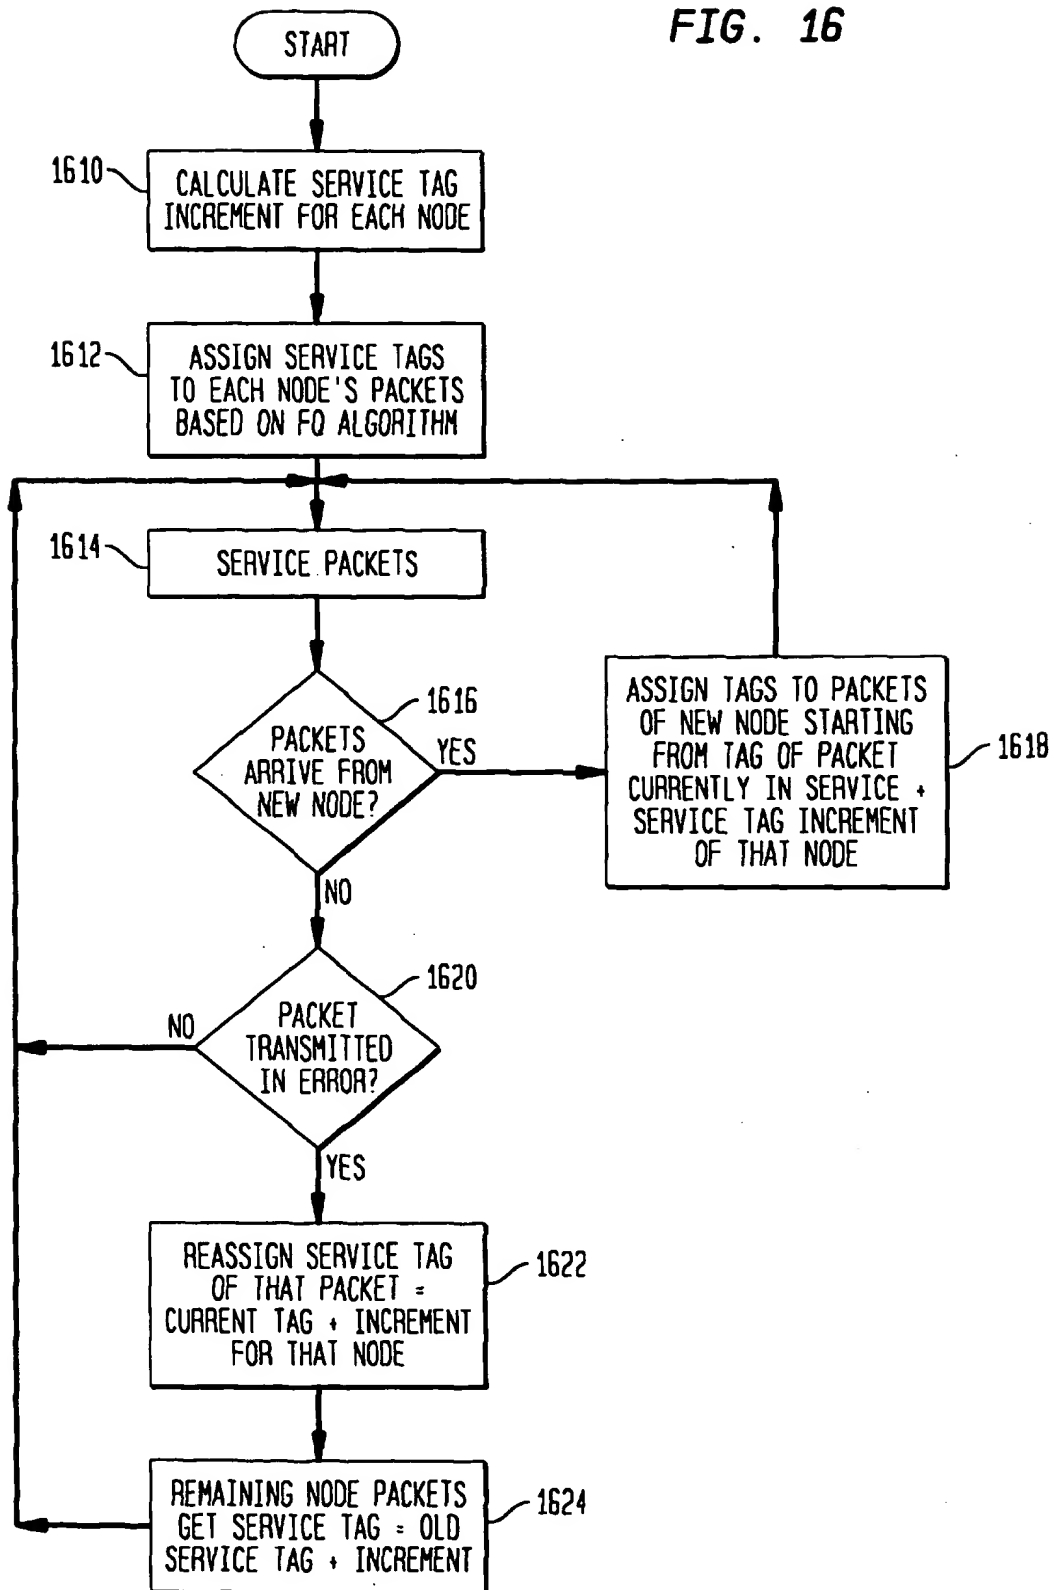 FIG. 16
START
1610
CALCULATE SERVICE TAG
INCREMENT FOR EACH NODE
1612
ASSIGN SERVICE TAGS
TO EACH NODE'S PACKETS
BASED ON FQ ALGORITHM
1614
SERVICE PACKETS
1616
PACKETS
ARRIVE FROM
NEW NODE?
YES
NO
ASSIGN TAGS TO PACKETS
OF NEW NODE STARTING
FROM TAG OF PACKET
CURRENTLY IN SERVICE +
SERVICE TAG INCREMENT
OF THAT NODE
1618
1620
PACKET
TRANSMITTED
IN ERROR?
NO
YES
REASSIGN SERVICE TAG
OF THAT PACKET =
CURRENT TAG + INCREMENT
FOR THAT NODE
1622
REMAINING NODE PACKETS
GET SERVICE TAG = OLD
SERVICE TAG + INCREMENT
1624